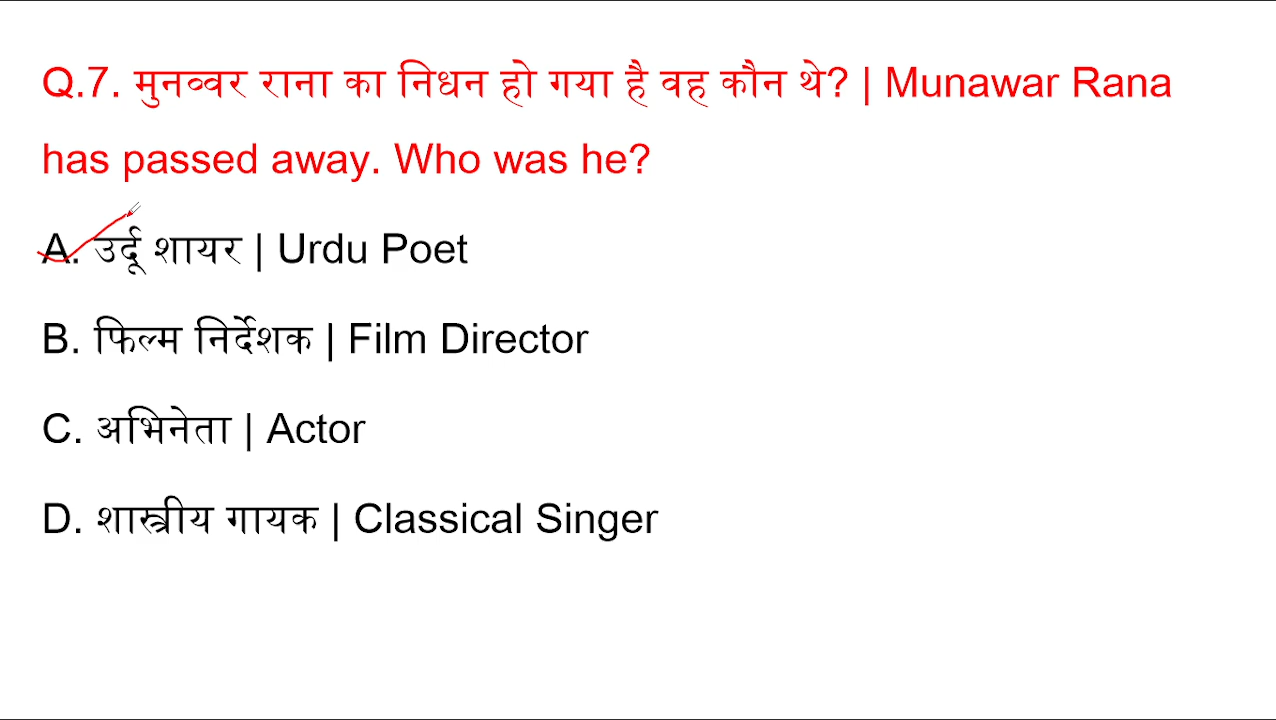 Q.7. मुनव्वर राना का निधन हो गया है वह कौन थे? | Munawar Rana
has passed away. Who was he?
A. उर्दू शायर | Urdu Poet
B. फिल्म निर्देशक | Film Director
C. अभिनेता | Actor
D. शास्त्रीय गायक | Classical Singer